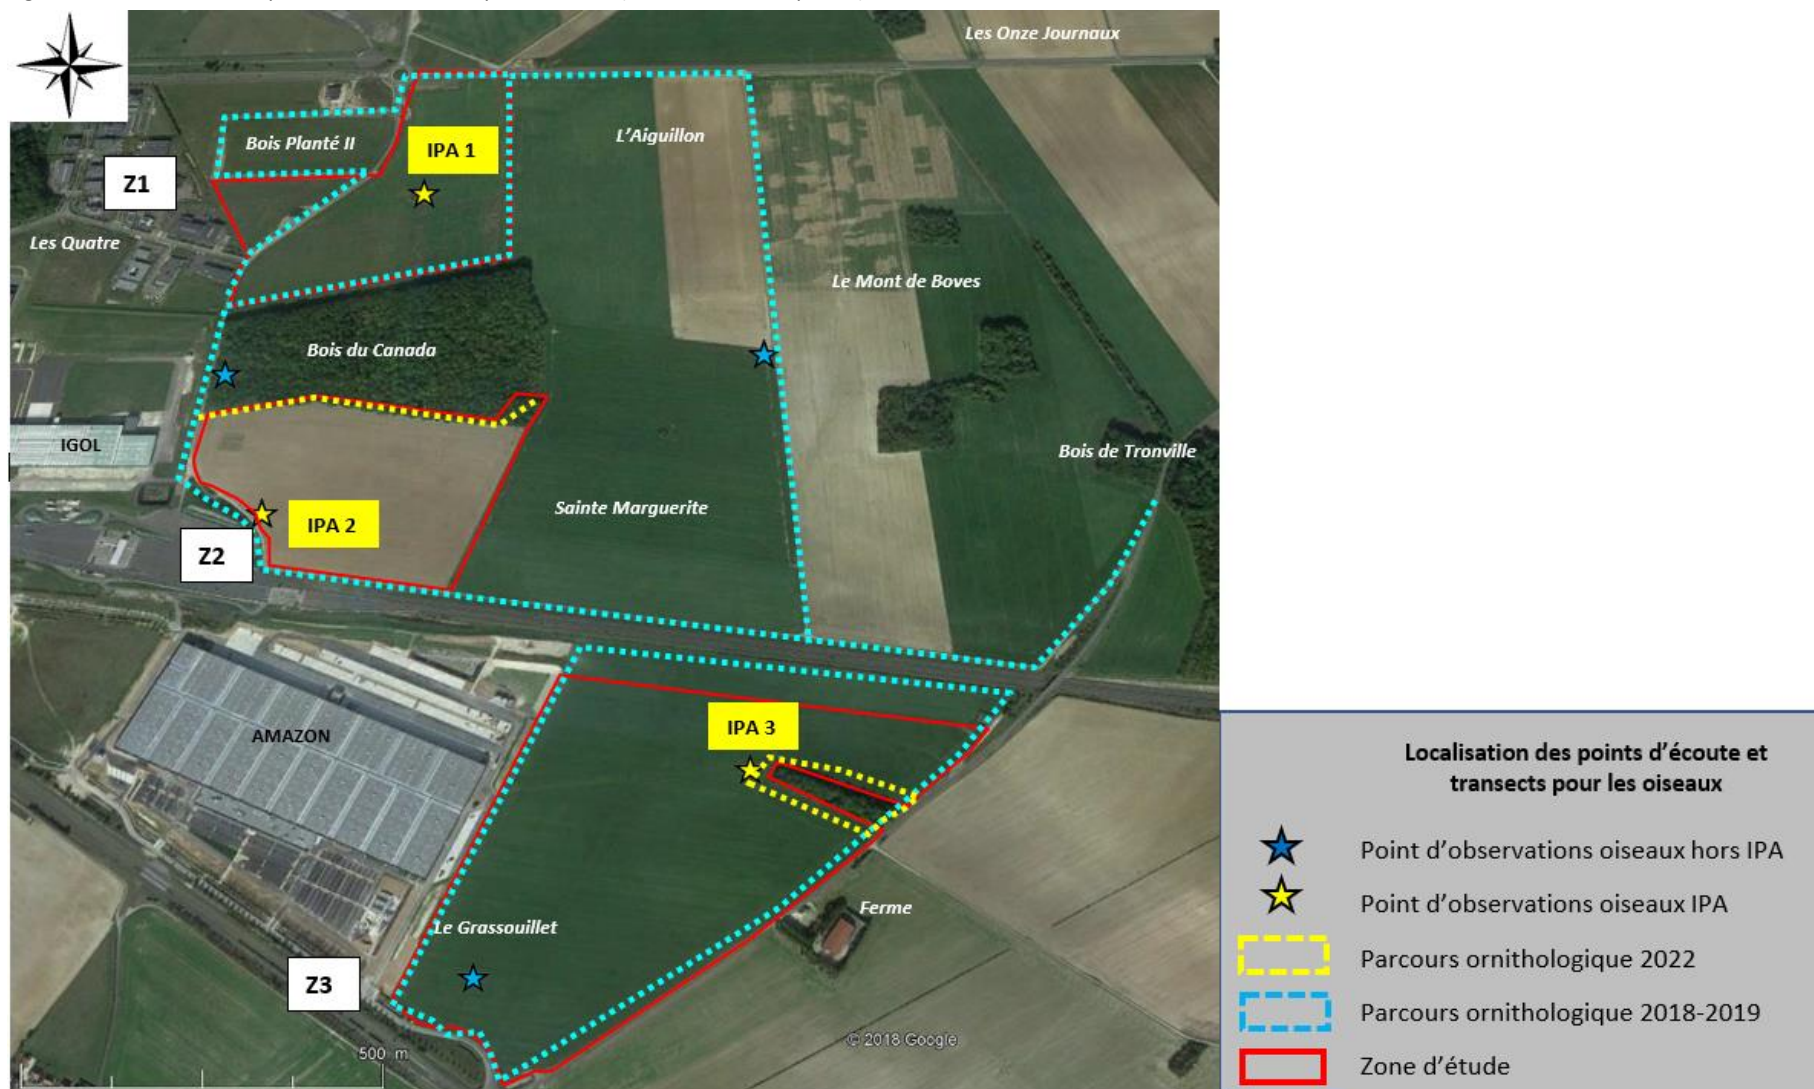 Les Onze Journaux
Bois Planté II
IPA 1
L'Aiguillon
Z1
Les Quatre
Le Mont de Boves
Bois du Canada
IGOL
Bois de Tronville
Sainte Marguerite
IPA 2
Z2
IPA 3
AMAZON
Ferme
Le Grassouillet
Z3
© 2018 Google
500 m
Localisation des points d'écoute et
transects pour les oiseaux
Point d'observations oiseaux hors IPA
Point d'observations oiseaux IPA
Parcours ornithologique 2022
Parcours ornithologique 2018-2019
Zone d'étude